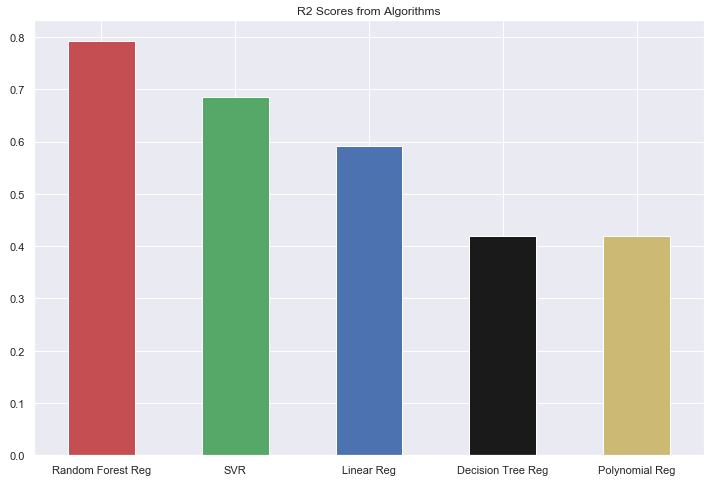 R2 Scores from Algorithms
0.8
0.7
0.6
0.5
0.4
0.3
0.2
0.1
0.0
Random Forest Reg
SVR
Linear Reg
Decision Tree Reg
Polynomial Reg